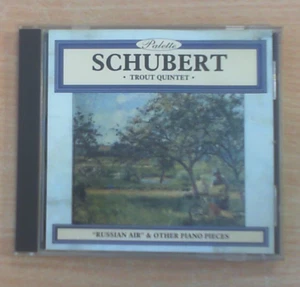 Palette
SCHUBERT
· TROUT QUINTET ·
"RUSSIAN AIR" & OTHER PIANO PIECES